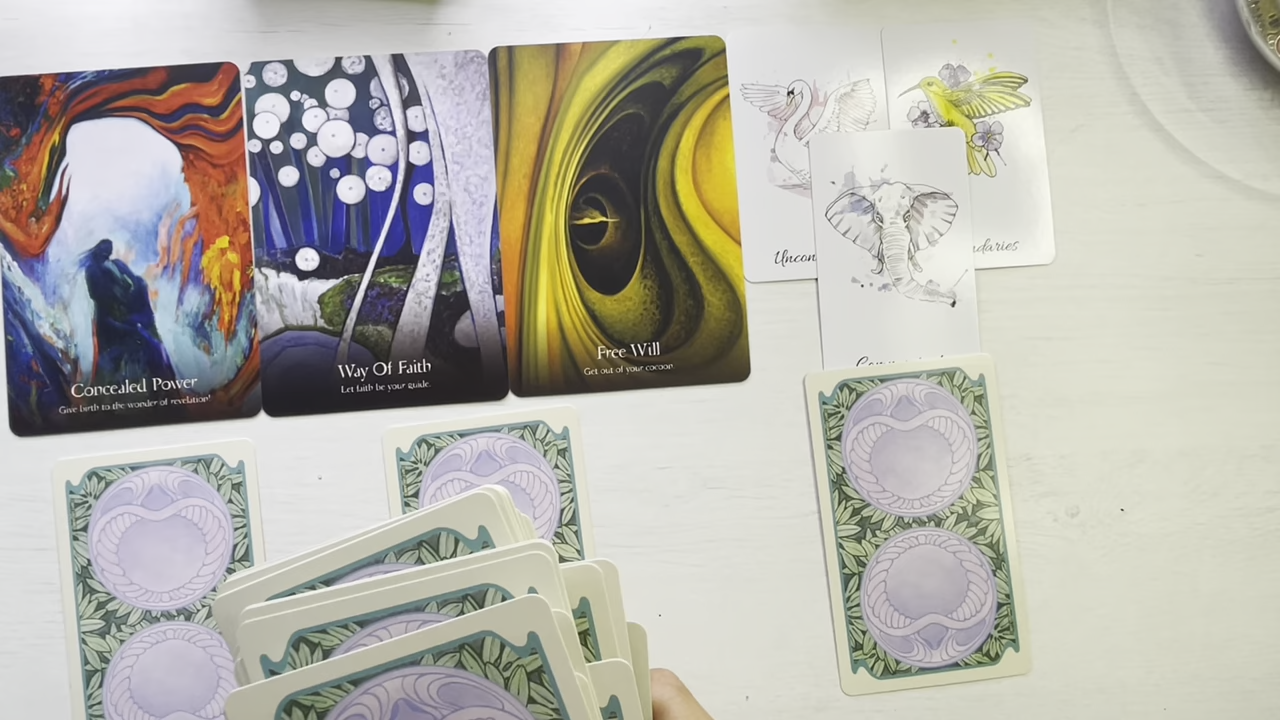 Concealed Power
Give birth to the wonder of revelation!
Way Of Faith
Let faith be your guide.
Free Will
Get out of your cocoon